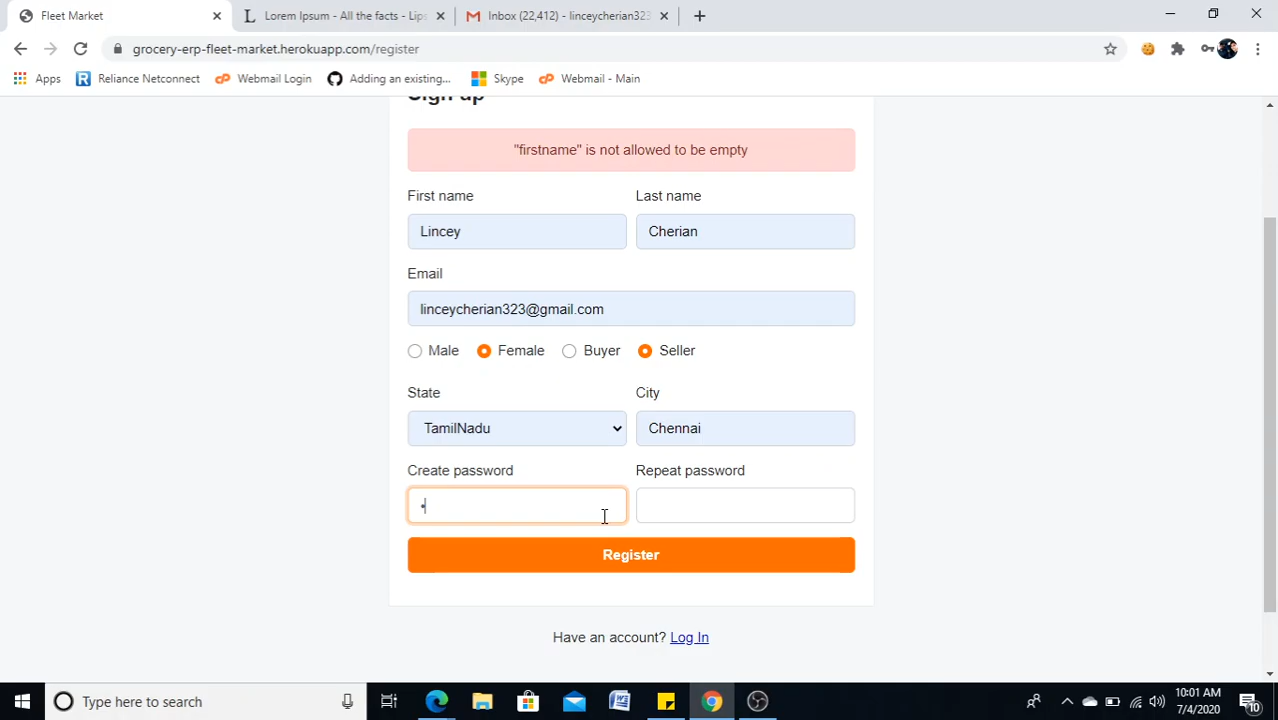 Fleet Market
Lorem Ipsum - All the facts - Lips
Inbox (22,412) - linceycherian323
grocery-erp-fleet-market.herokuapp.com/register
Apps
Reliance Netconnect
Webmail Login
Adding an existing...
Skype
Webmail - Main
Sign up
"firstname" is not allowed to be empty
First name
Last name
Lincey
Cherian
Email
linceycherian323@gmail.com
Male
Female
Buyer
Seller
State
City
TamilNadu
Chennai
Create password
Repeat password
Register
Have an account? Log In
Type here to search
10:01 AM
7/4/2020
10